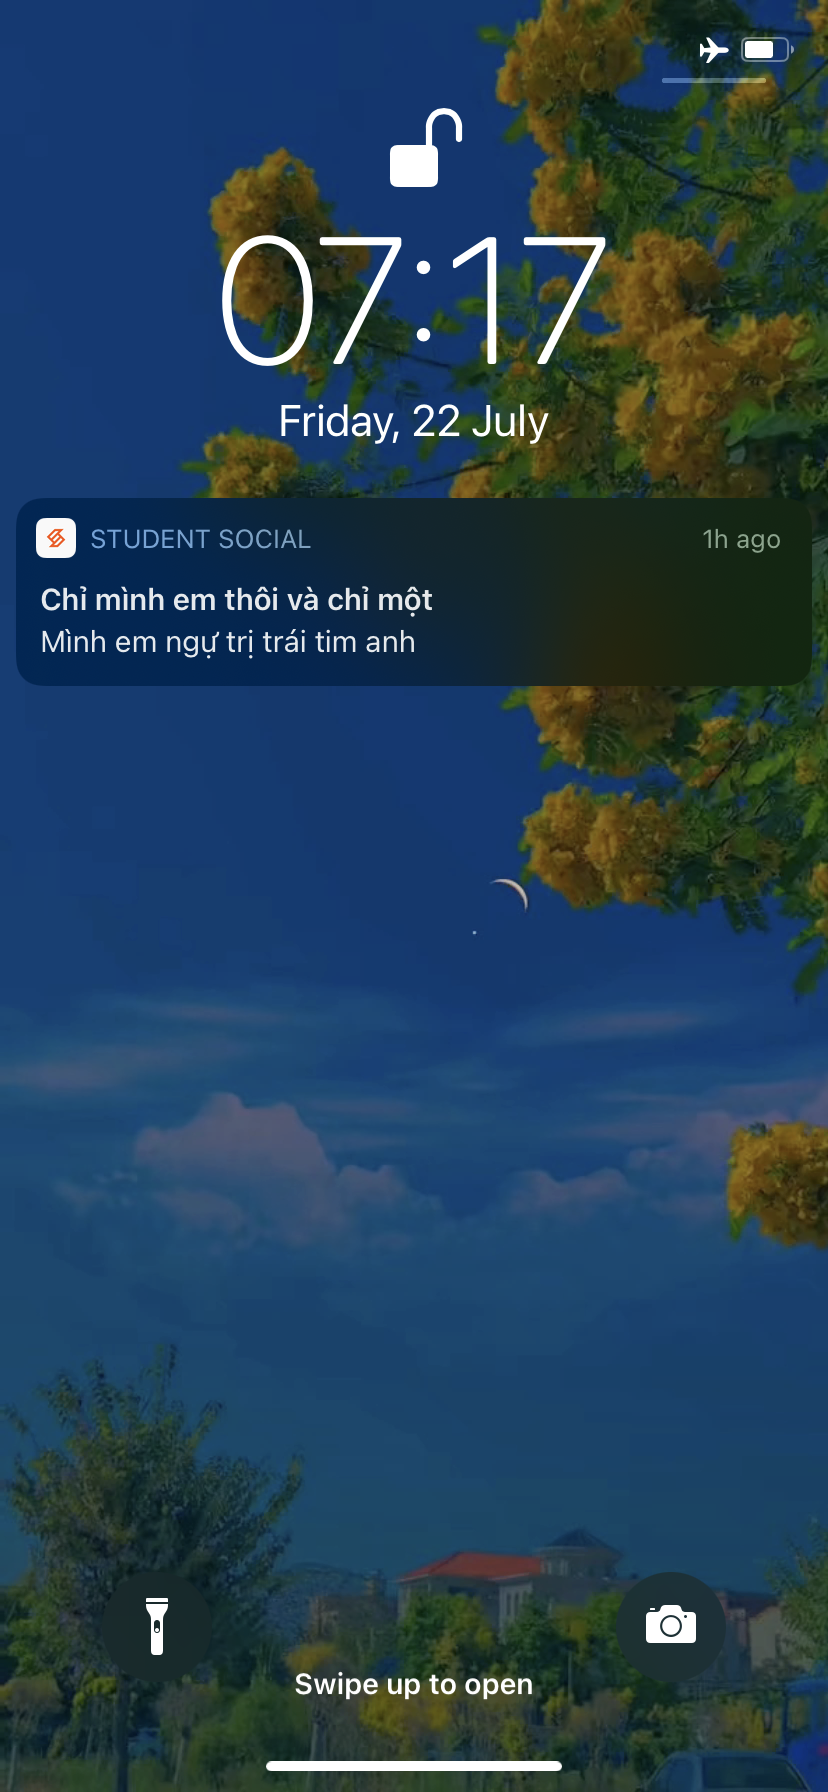 07:17
Friday, 22 July
STUDENT SOCIAL 1h ago
Chỉ mình em thôi và chỉ một
Mình em ngự trị trái tim anh
Swipe up to open